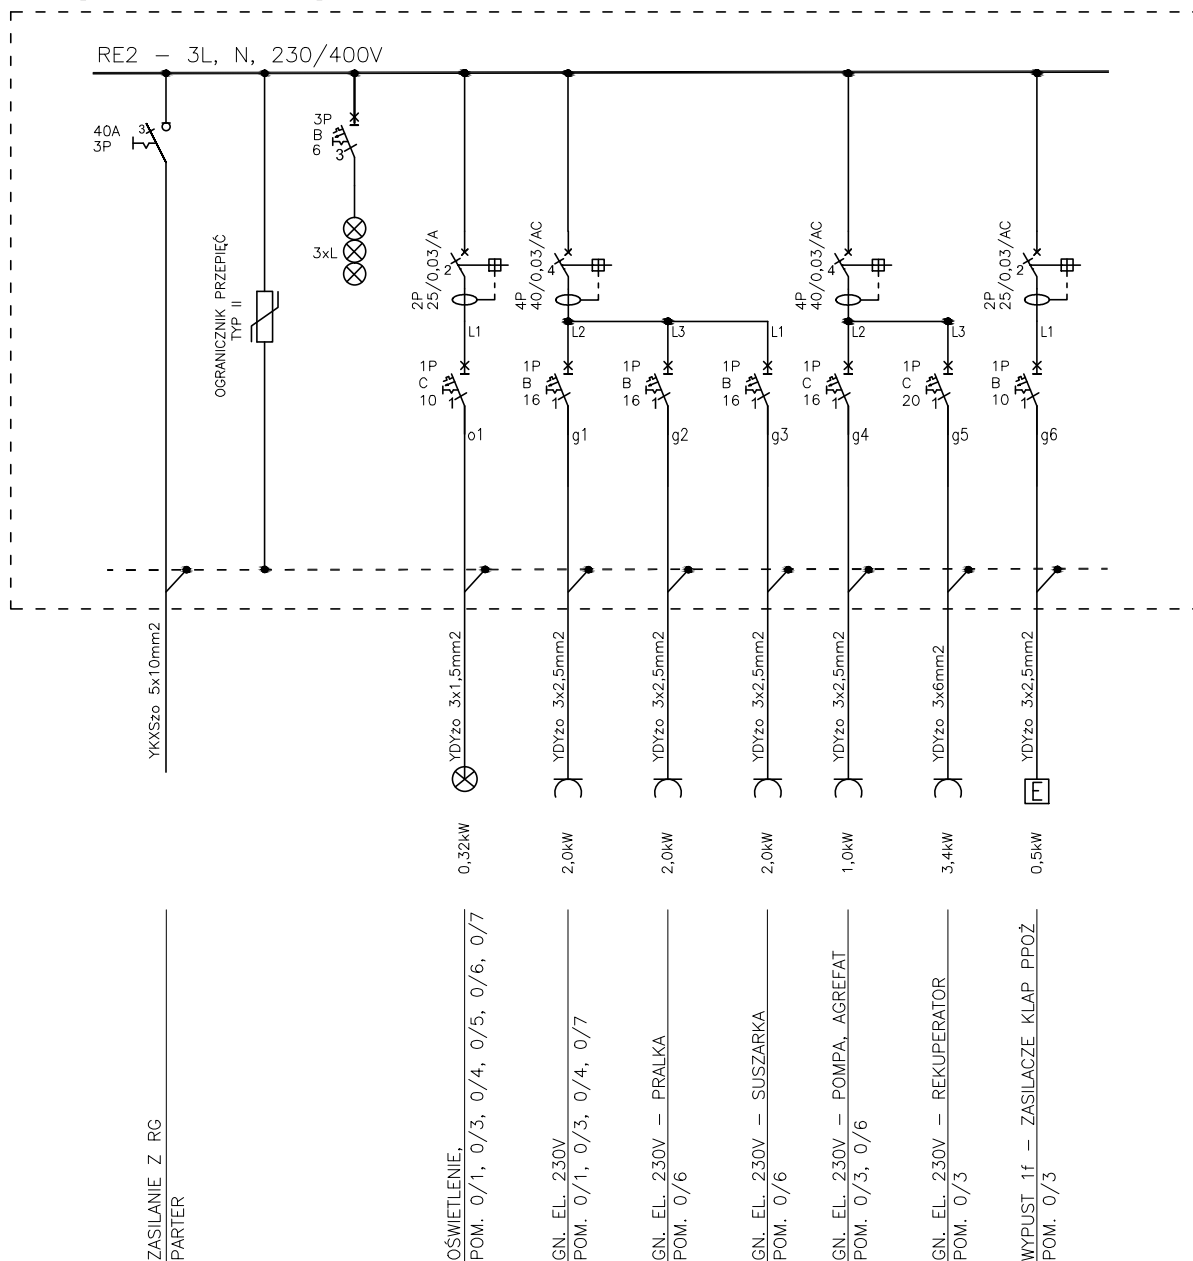 RE2 – 3L, N, 230/400V
40A
3P
3
OGRANICZNIK PRZEPIĘĆ
TYP II
3P
B
6
3
3xL
2P
25/0,03/A
2
L1
1P
C
10
1
o1
4P
40/0,03/AC
4
L2
1P
B
16
1
g1
L3
1P
B
16
1
g2
L1
1P
B
16
1
g3
4P
40/0,03/AC
4
L2
1P
C
16
1
g4
L3
1P
C
20
1
g5
2P
25/0,03/AC
2
L1
1P
B
10
1
g6
YKXSżo 5x10mm2
YDYżo 3x1,5mm2
YDYżo 3x2,5mm2
YDYżo 3x2,5mm2
YDYżo 3x2,5mm2
YDYżo 3x2,5mm2
YDYżo 3x6mm2
YDYżo 3x2,5mm2
E
0,32kW
2,0kW
2,0kW
2,0kW
1,0kW
3,4kW
0,5kW
ZASILANIE Z RG
PARTER
OŚWIETLENIE,
POM. 0/1, 0/3, 0/4, 0/5, 0/6, 0/7
GN. EL. 230V
POM. 0/1, 0/3, 0/4, 0/7
GN. EL. 230V – PRALKA
POM. 0/6
GN. EL. 230V – SUSZARKA
POM. 0/6
GN. EL. 230V – POMPA, AGREFAT
POM. 0/3, 0/6
GN. EL. 230V – REKUPERATOR
POM. 0/3
WYPUST 1f – ZASILACZE KLAP PPOŻ
POM. 0/3